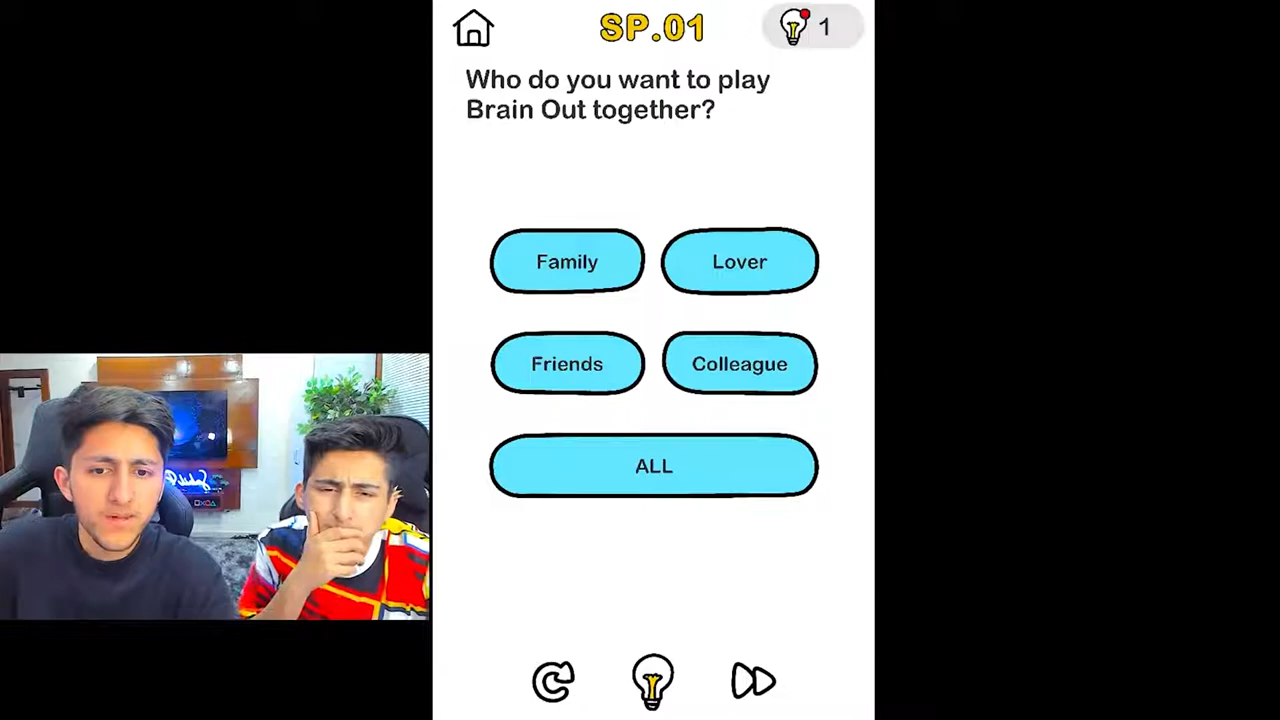 SP.01
1
Who do you want to play
Brain Out together?
Family
Lover
Friends
Colleague
ALL